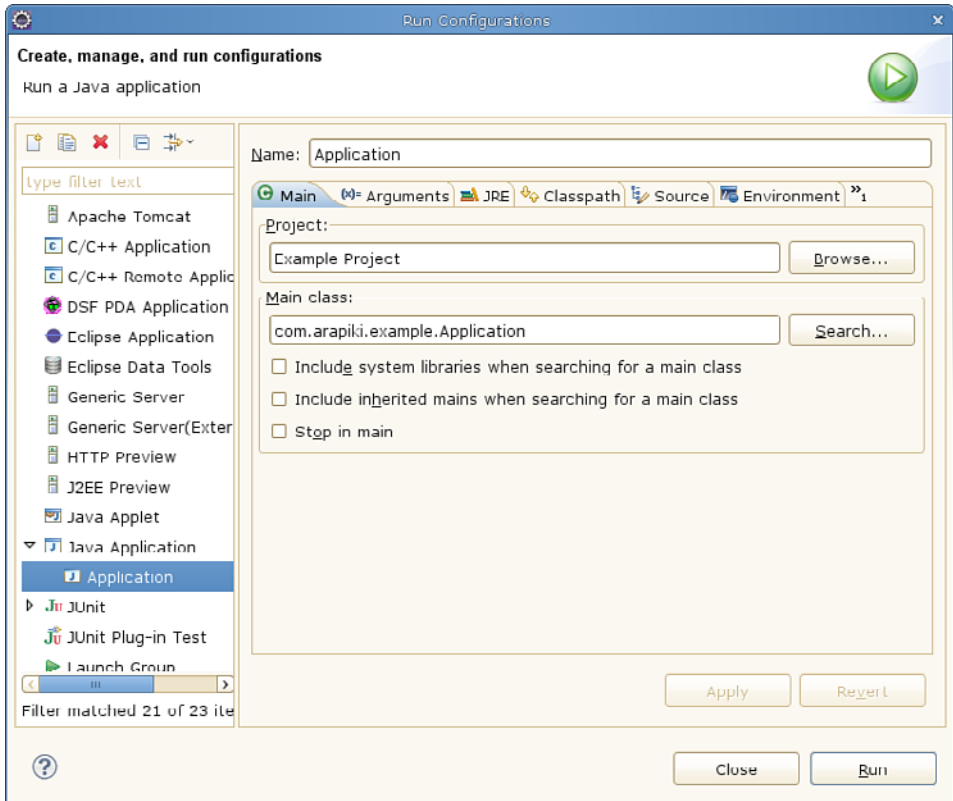 Run Configurations
Create, manage, and run configurations
Run a Java application
type filter text
Apache Tomcat
C/C++ Application
C/C++ Remote Applic
DSF PDA Application
Eclipse Application
Eclipse Data Tools
Generic Server
Generic Server(Exter
HTTP Preview
J2EE Preview
Java Applet
Java Application
Application
JUnit
JUnit Plug-in Test
Launch Group
Filter matched 21 of 23 ite
Name: Application
Main (x)= Arguments JRE Classpath Source Environment »1
Project:
Example Project Browse...
Main class:
com.arapiki.example.Application Search...
Include system libraries when searching for a main class
Include inherited mains when searching for a main class
Stop in main
Apply Revert
Close Run